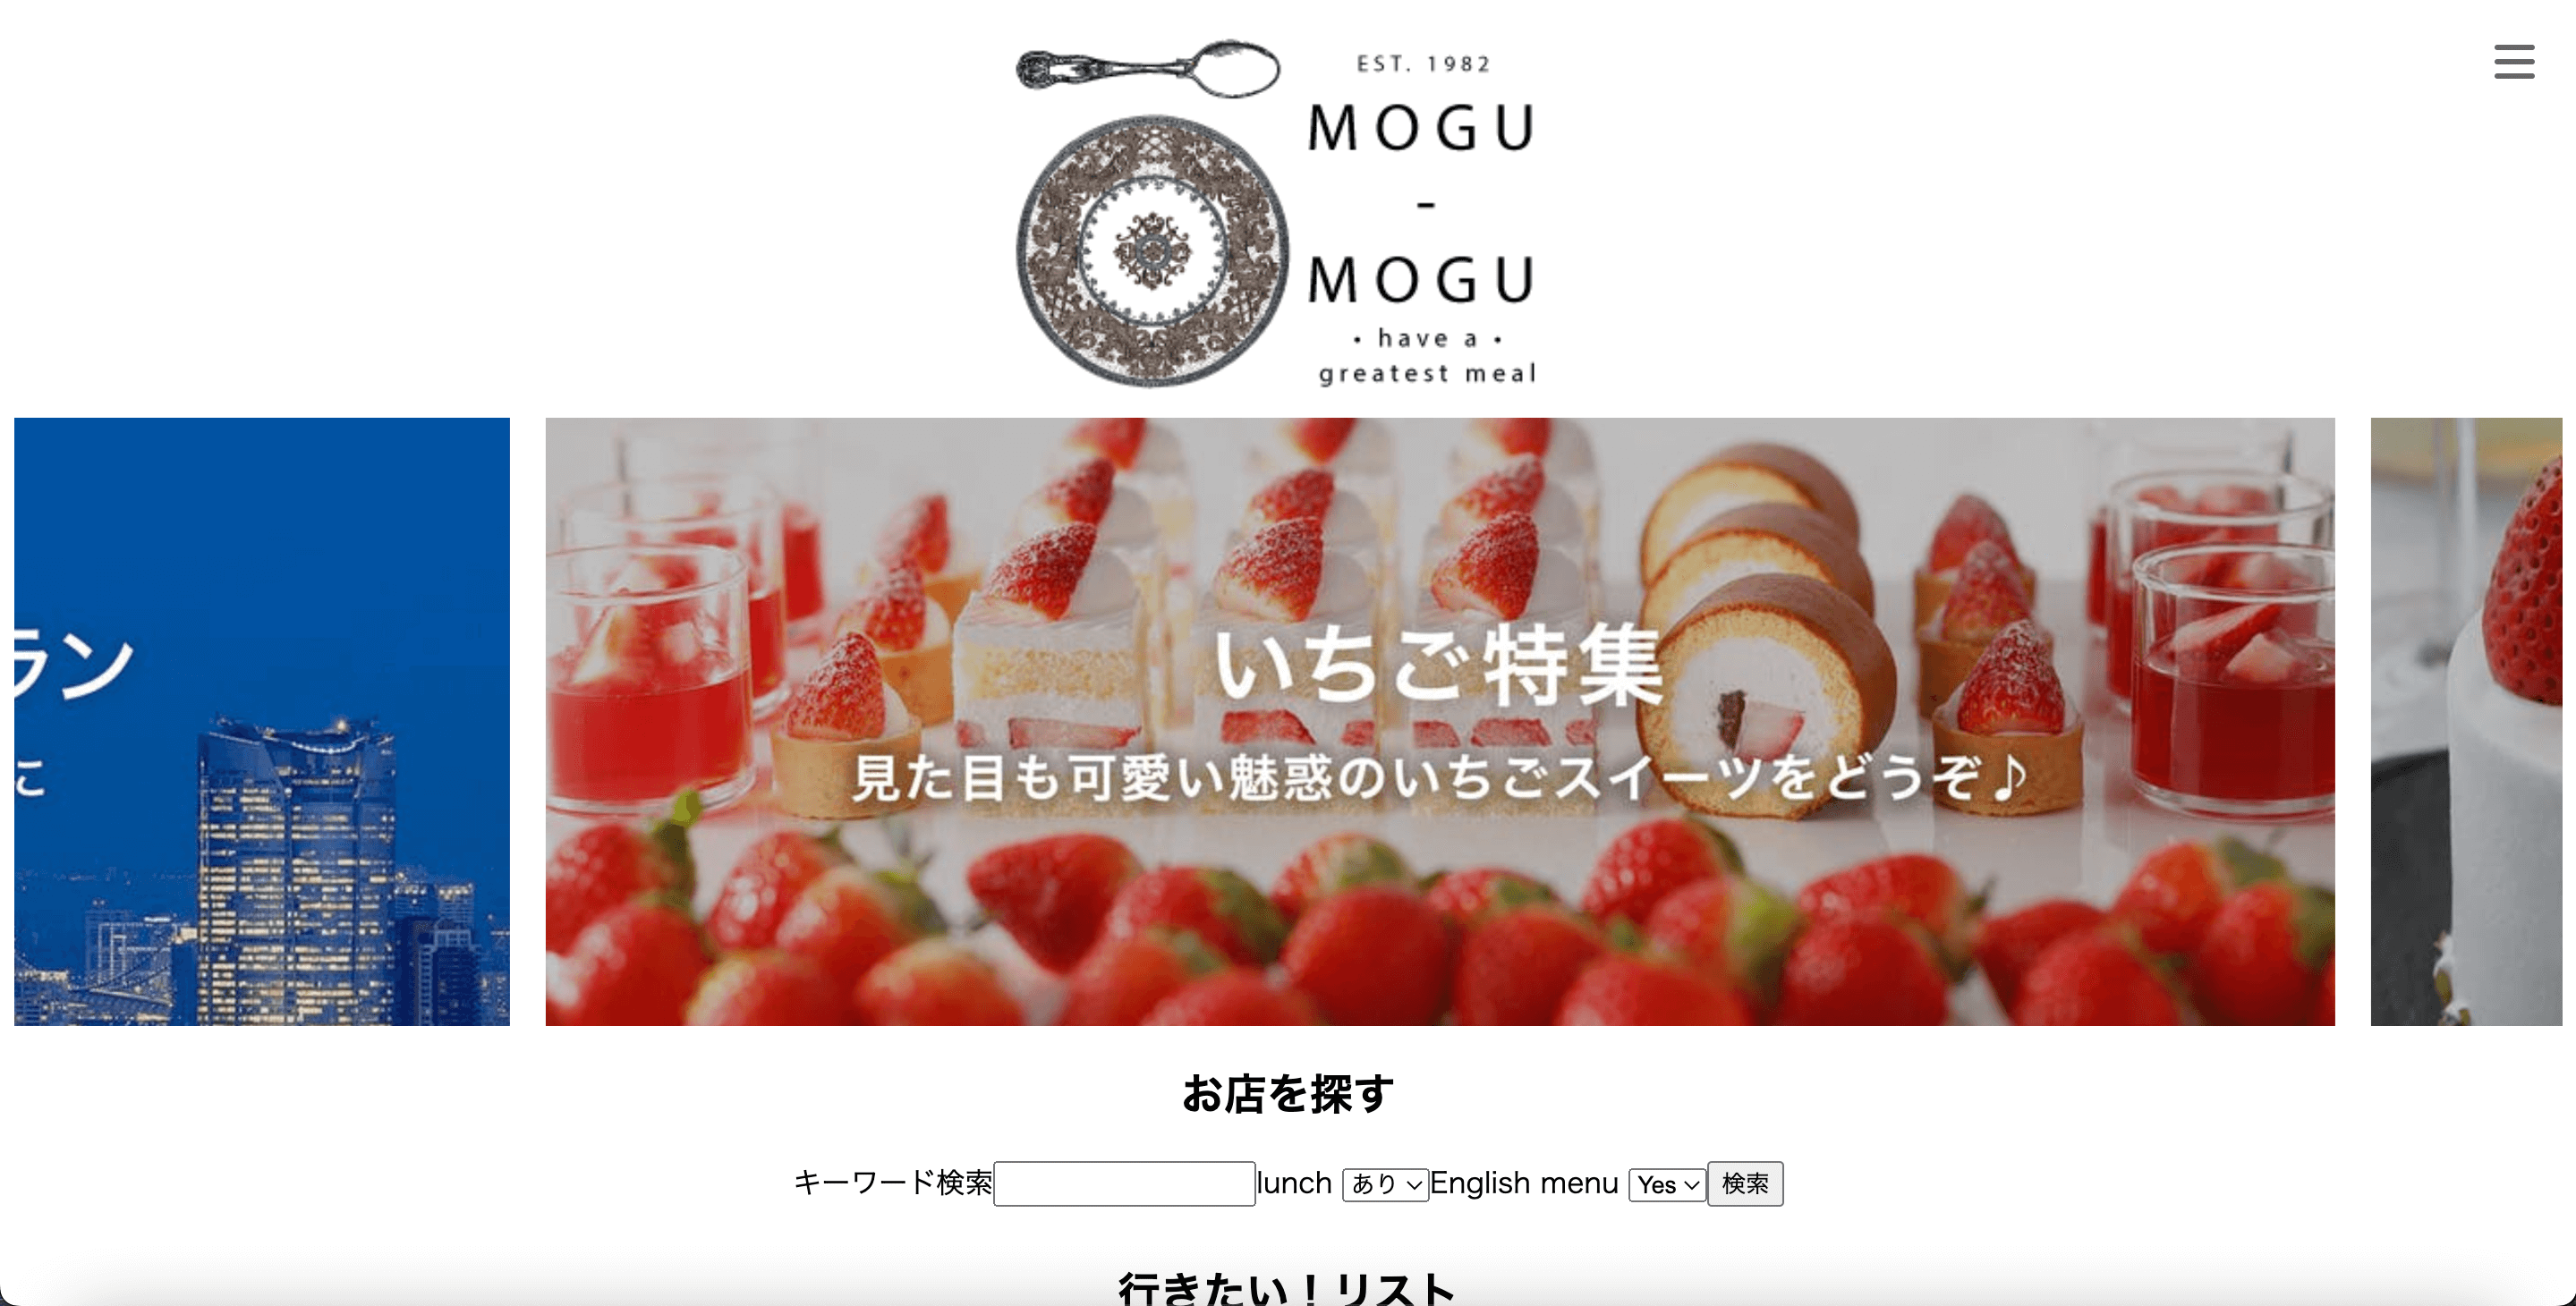 EST. 1982
MOGU
-
MOGU
• have a •
greatest meal
ラン
に
いちご特集
見た目も可愛い魅惑のいちごスイーツをどうぞ♪
お店を探す
キーワード検索 lunch あり English menu Yes 検索
行きたい！リスト